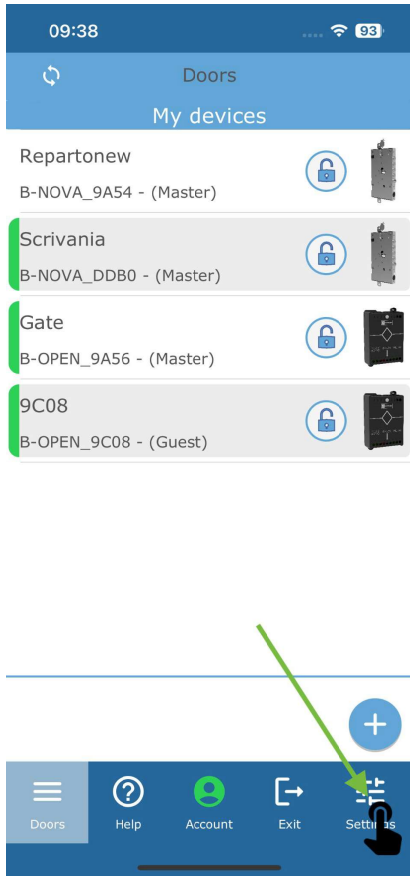 09:38
93
Doors
My devices
Repartonew
B-NOVA_9A54 - (Master)
Scrivania
B-NOVA_DDB0 - (Master)
Gate
B-OPEN_9A56 - (Master)
9C08
B-OPEN_9C08 - (Guest)
Doors Help Account Exit Settings